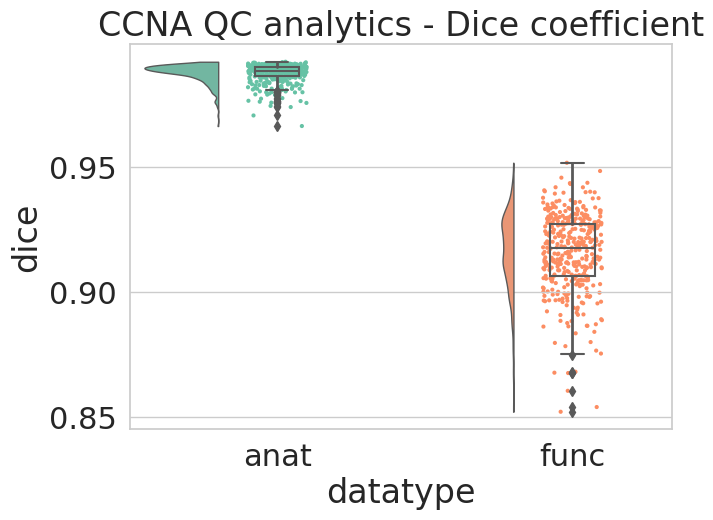 CCNA QC analytics - Dice coefficient
dice
0.95
0.90
0.85
anat
func
datatype